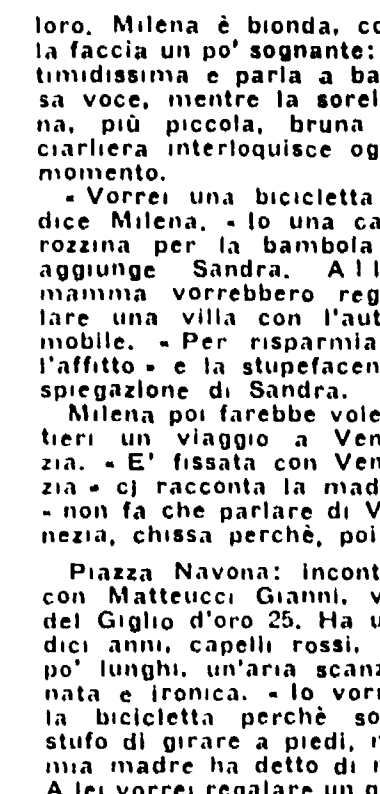 loro. Milena è bionda, co
la faccia un po' sognante:
timidissima e parla a ba
sa voce, mentre la sorel
na, più piccola, bruna
ciarliera interloquisce og
momento.
« Vorrei una bicicletta
dice Milena. « Io una ca
rozzina per la bambola
aggiunge Sandra. All
mamma vorrebbero reg
lare una villa con l'aut
mobile. « Per risparmia
l'affitto » e la stupefacen
spiegazione di Sandra.
Milena poi farebbe vole
tieri un viaggio a Ven
zia. « E' fissata con Ven
zia » ci racconta la mad
- non fa che parlare di V
nezia, chissa perchè, poi
Piazza Navona: incont
con Matteucci Gianni, v
del Giglio d'oro 25. Ha u
dici anni, capelli rossi,
po' lunghi, un'aria scanz
nata e ironica. « Io vorr
la bicicletta perchè so
stufo di girare a piedi, 
mia madre ha detto di
A lei vorrei regalare un